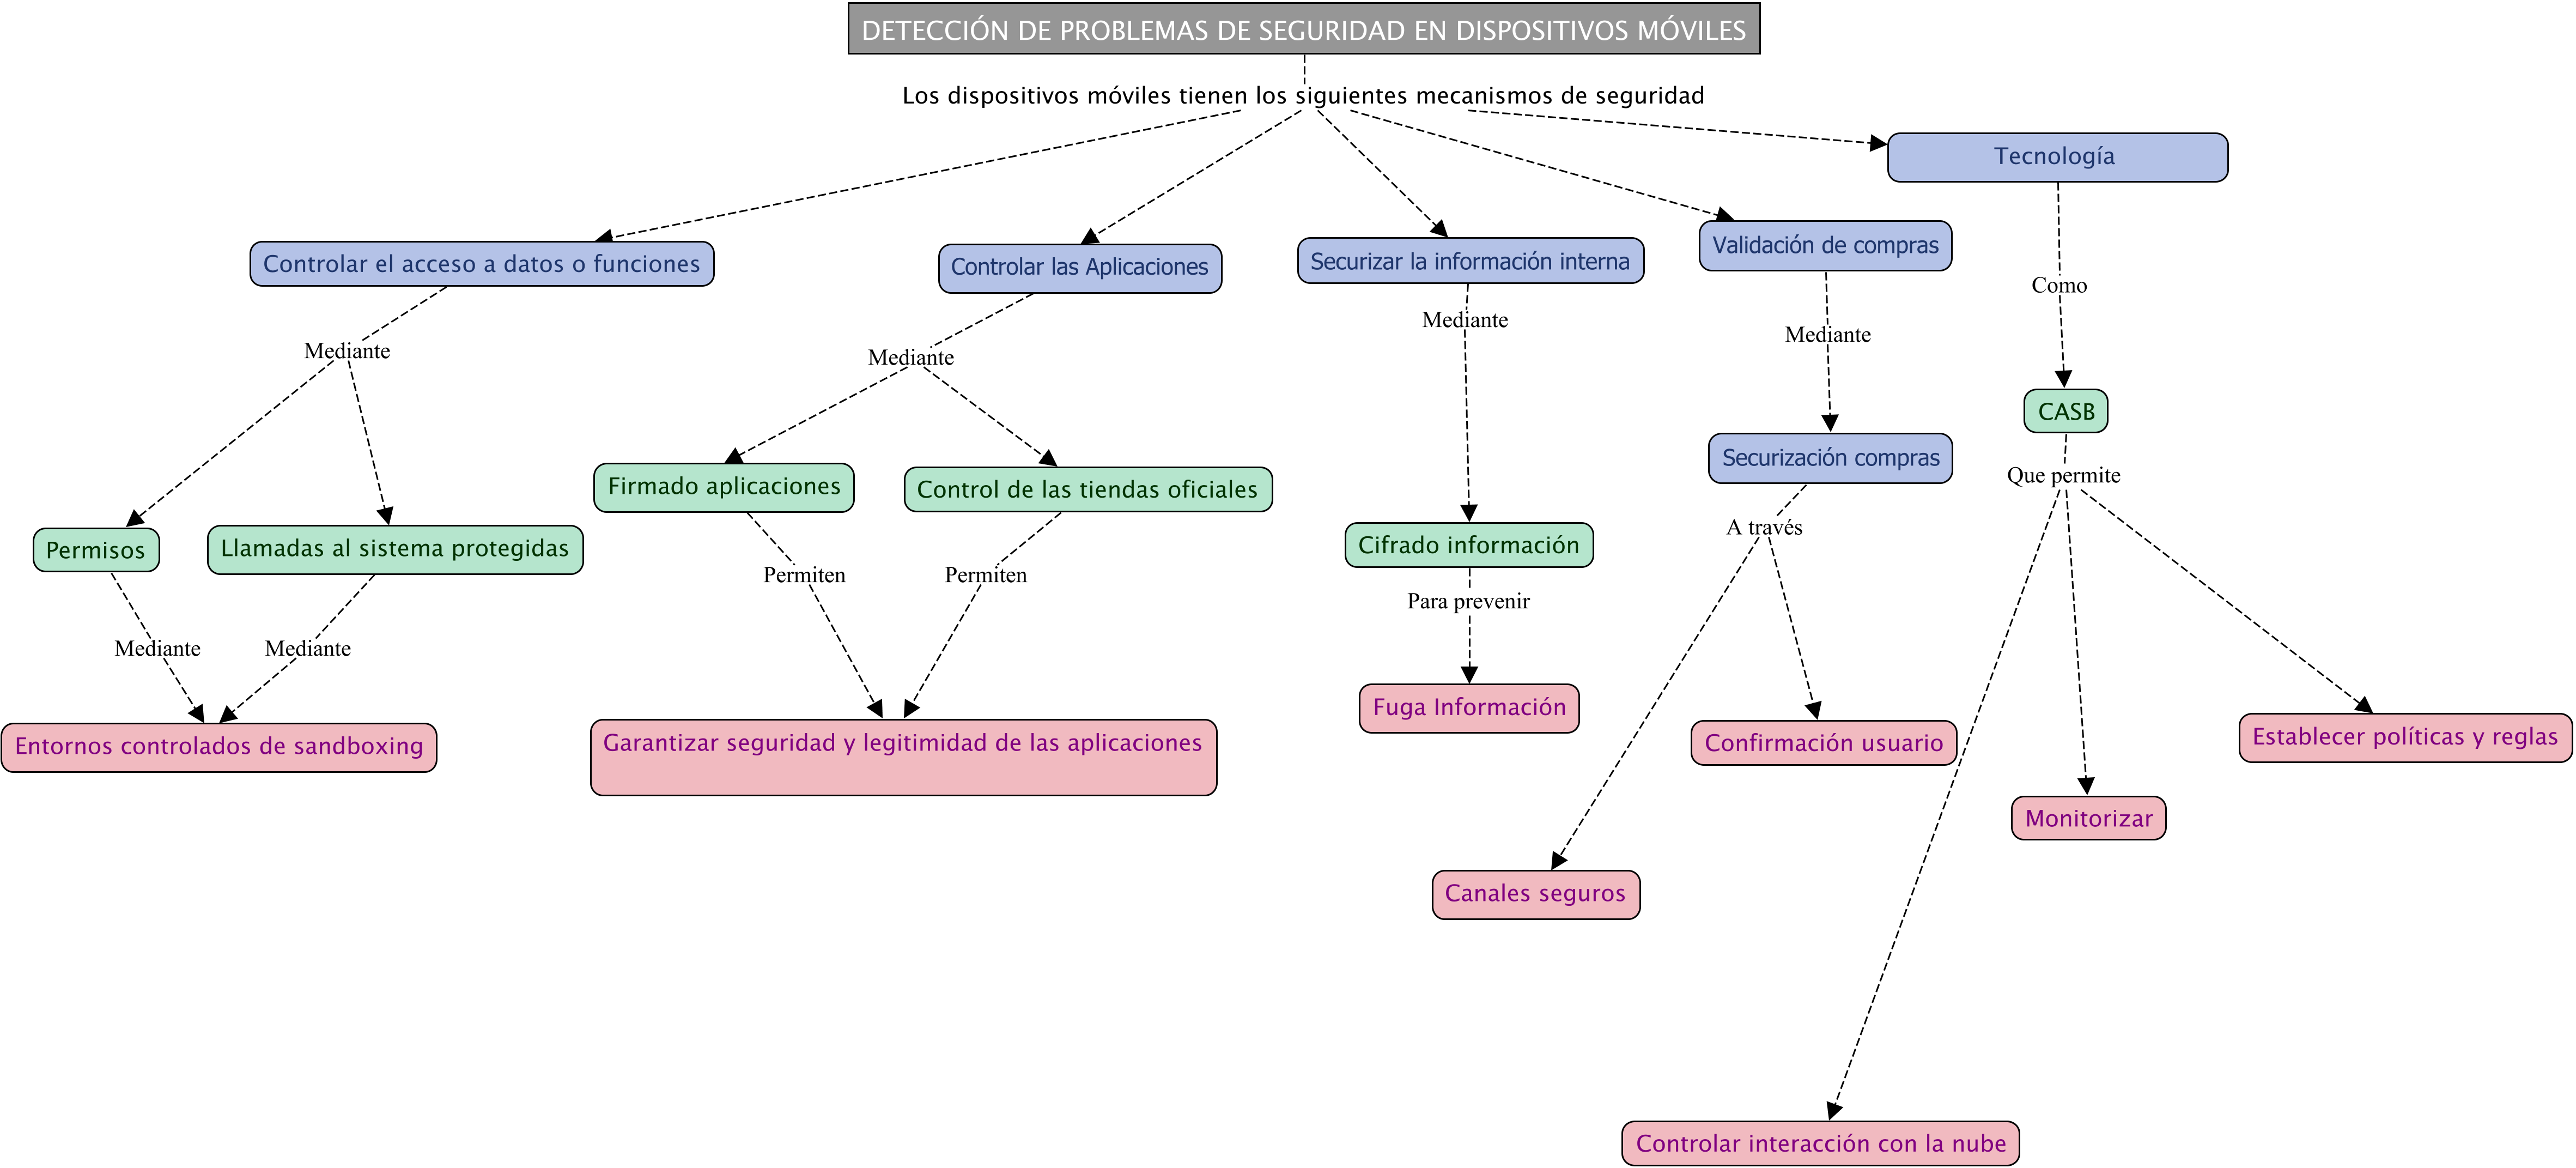 DETECCIÓN DE PROBLEMAS DE SEGURIDAD EN DISPOSITIVOS MÓVILES
Los dispositivos móviles tienen los siguientes mecanismos de seguridad
Controlar el acceso a datos o funciones
Mediante
Permisos
Llamadas al sistema protegidas
Mediante
Mediante
Entornos controlados de sandboxing
Controlar las Aplicaciones
Mediante
Firmado aplicaciones
Control de las tiendas oficiales
Permiten
Permiten
Garantizar seguridad y legitimidad de las aplicaciones
Securizar la información interna
Mediante
Cifrado información
Para prevenir
Fuga Información
Validación de compras
Mediante
Securización compras
A través
Canales seguros
Confirmación usuario
Tecnología
Como
CASB
Que permite
Controlar interacción con la nube
Monitorizar
Establecer políticas y reglas